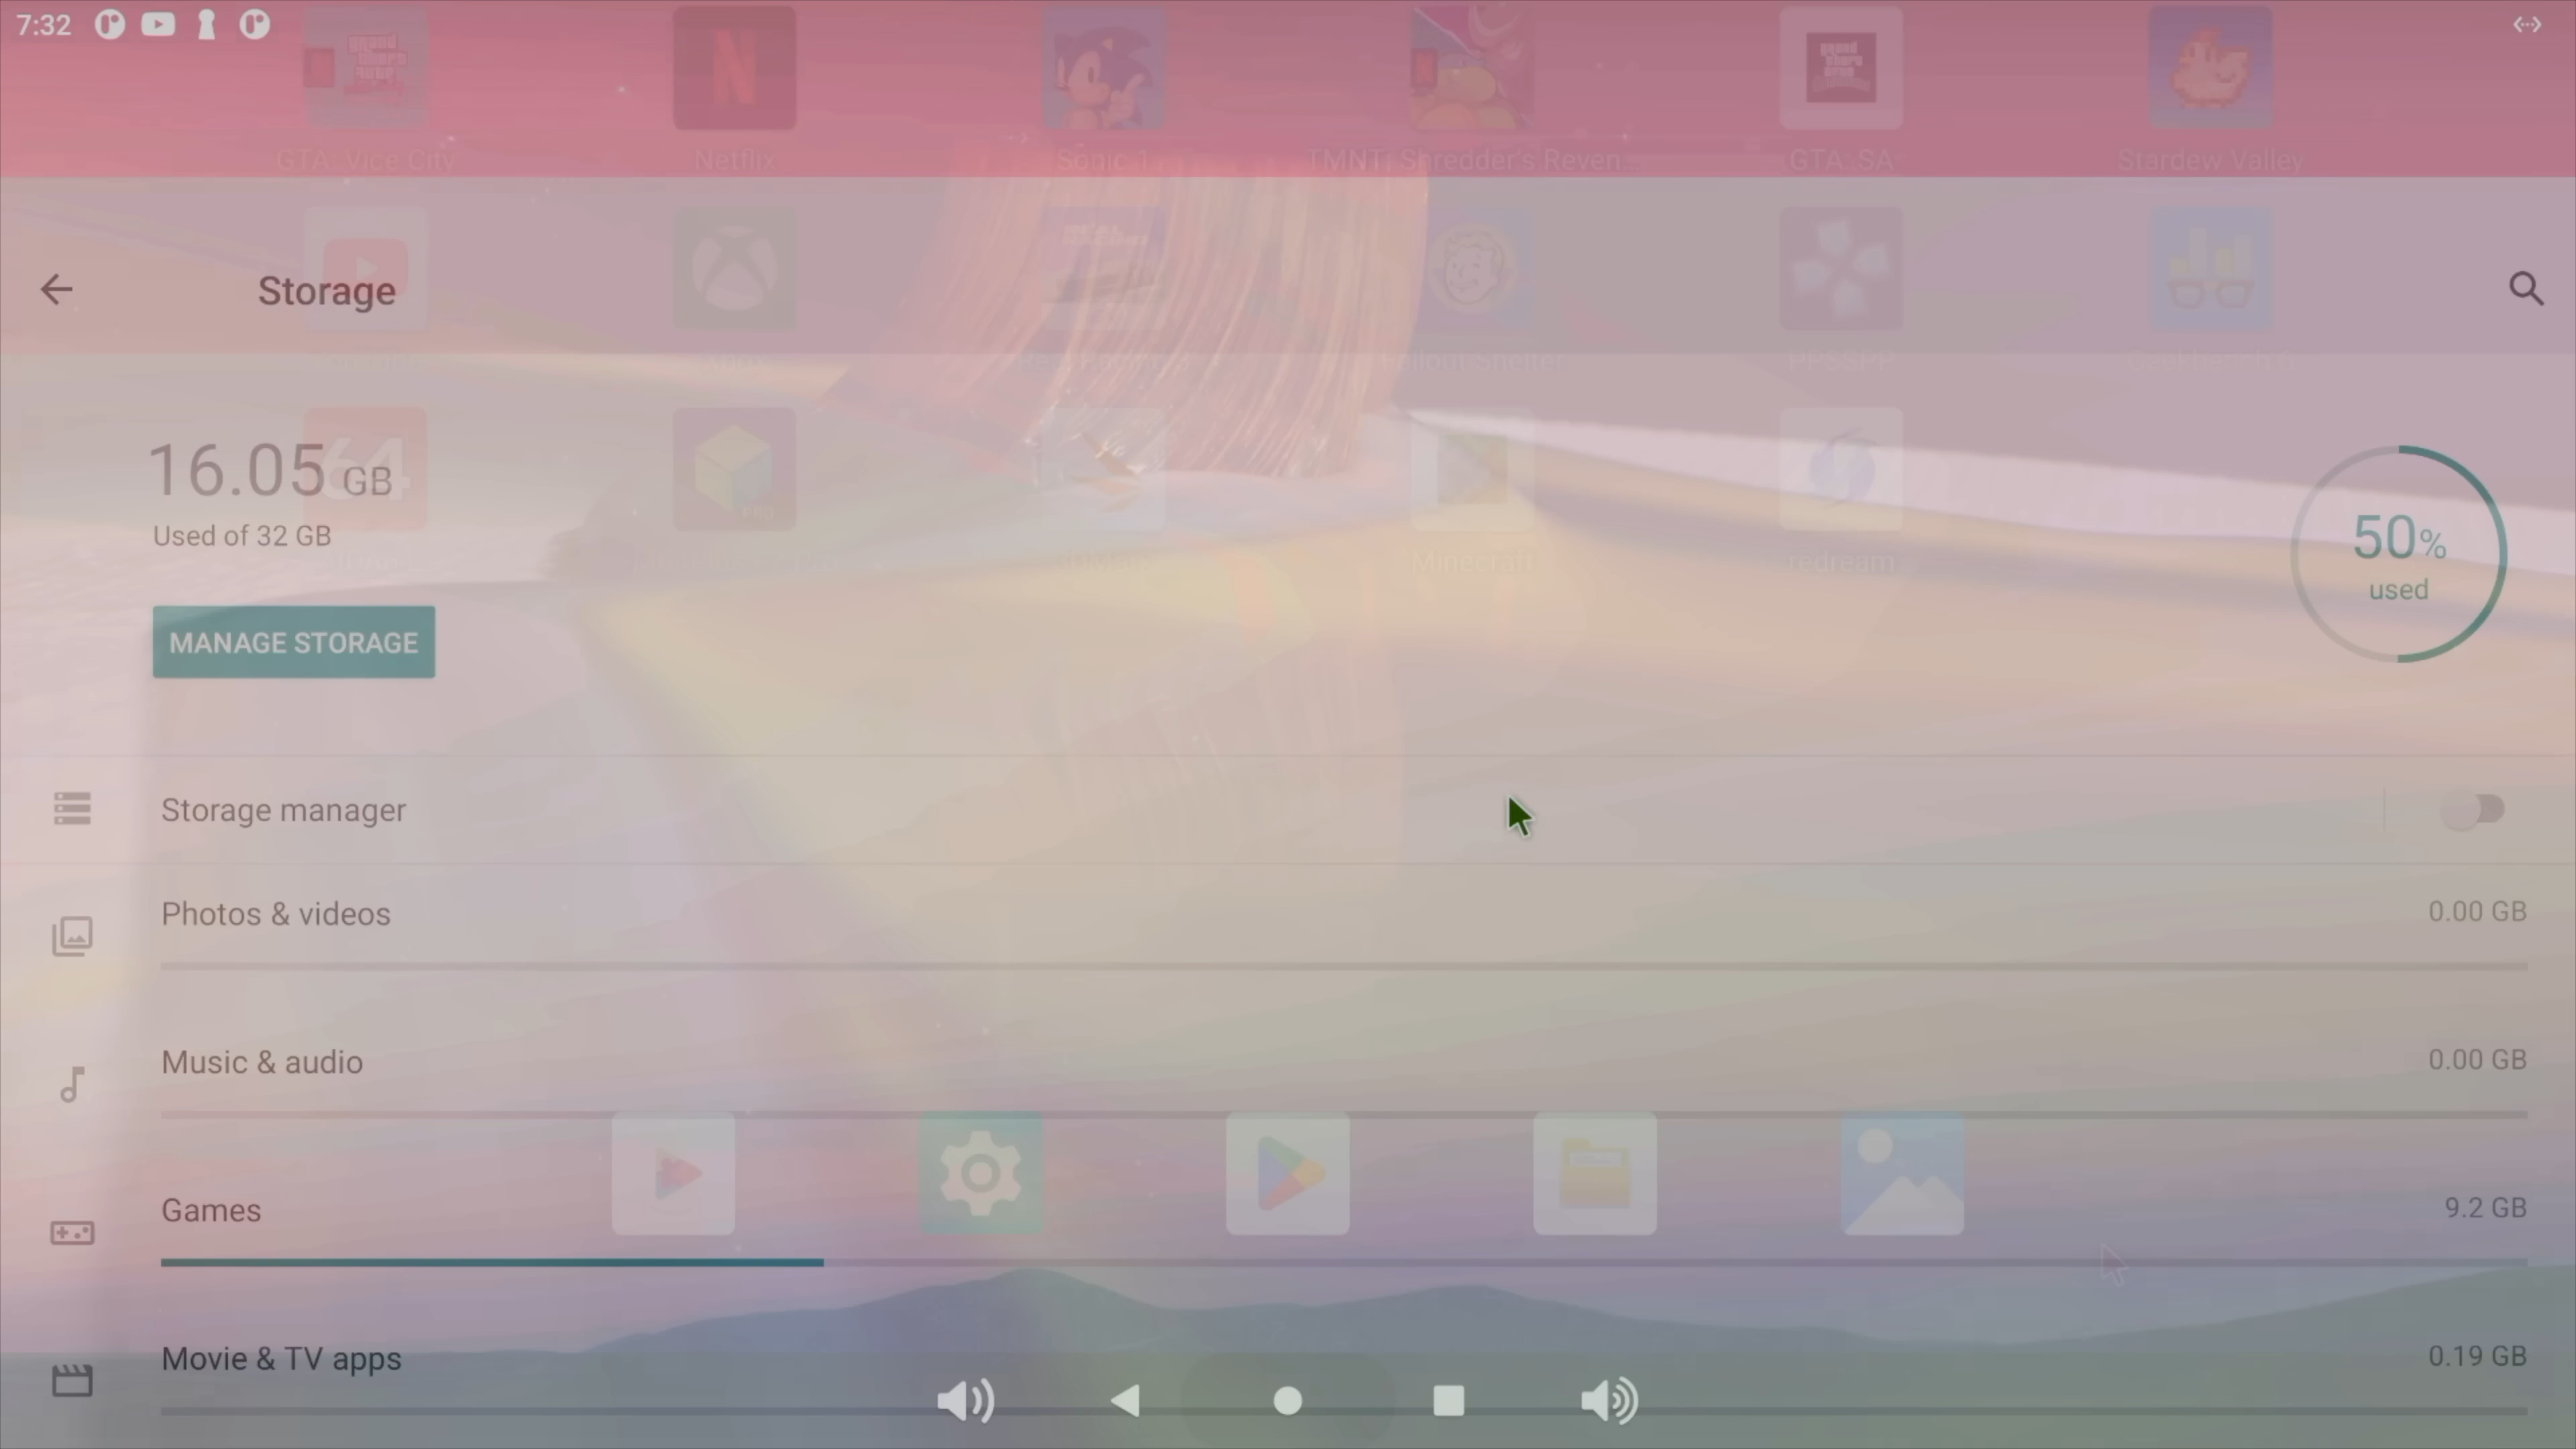 7:32
GTA: Vice City
Netflix
Sonic 1
TMNT: Shredder's Reven...
GTA: SA
Stardew Valley
Storage
16.05 GB
64
PRO
Used of 32 GB
Minecraft
redream
50%
used
MANAGE STORAGE
Storage manager
Photos & videos
0.00 GB
Music & audio
0.00 GB
Games
9.2 GB
Movie & TV apps
0.19 GB